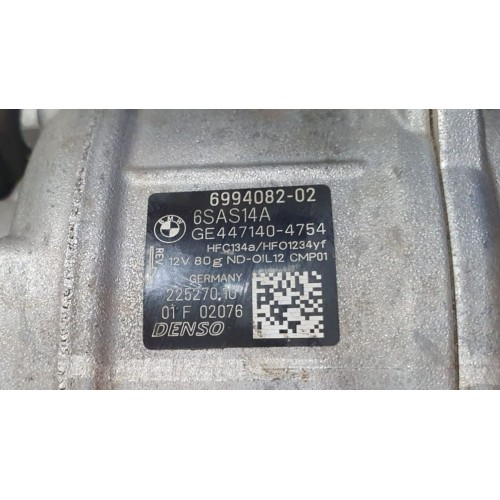 6994082-02
BMW
6SAS14A
GE447140-4754
REV.
HFC134a/HFO1234yf
12V 80g ND-OIL12 CMP01
GERMANY
225270.10
01 F 02076
DENSO